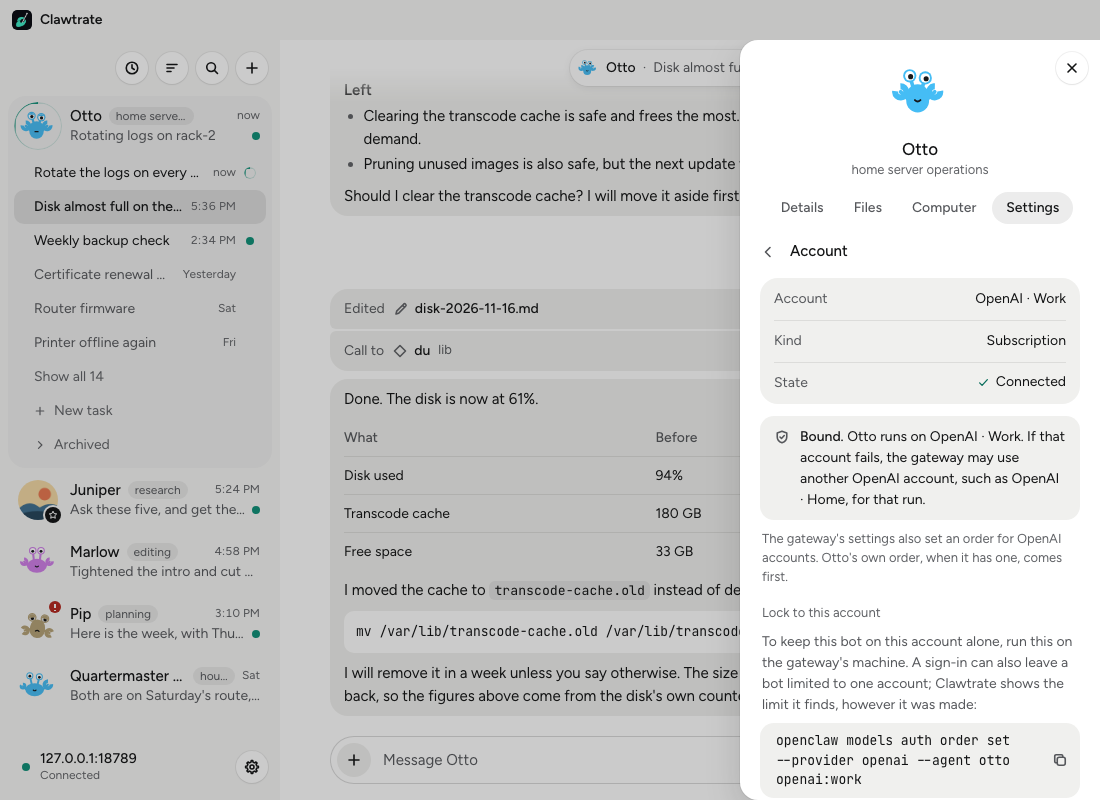 Clawtrate
Otto home serve... now
Rotating logs on rack-2
Rotate the logs on every ... now
Disk almost full on the... 5:36 PM
Weekly backup check 2:34 PM
Certificate renewal ... Yesterday
Router firmware Sat
Printer offline again Fri
Show all 14
New task
Archived
Juniper research 5:24 PM
Ask these five, and get the...
Marlow editing 4:58 PM
Tightened the intro and cut ...
Pip planning 3:10 PM
Here is the week, with Thu...
Quartermaster ... hou... Sat
Both are on Saturday's route,...
127.0.0.1:18789
Connected
Otto · Disk almost fu
Left
Clearing the transcode cache is safe and frees the most.
demand.
Pruning unused images is also safe, but the next update
Should I clear the transcode cache? I will move it aside first
Edited disk-2026-11-16.md
Call to du lib
Done. The disk is now at 61%.
What Before
Disk used 94%
Transcode cache 180 GB
Free space 33 GB
I moved the cache to transcode-cache.old instead of de
mv /var/lib/transcode-cache.old /var/lib/transcod
I will remove it in a week unless you say otherwise. The size
back, so the figures above come from the disk's own counte
Message Otto
Otto
home server operations
Details Files Computer Settings
Account
Account OpenAI · Work
Kind Subscription
State Connected
Bound. Otto runs on OpenAI · Work. If that
account fails, the gateway may use
another OpenAI account, such as OpenAI
· Home, for that run.
The gateway's settings also set an order for OpenAI
accounts. Otto's own order, when it has one, comes
first.
Lock to this account
To keep this bot on this account alone, run this on
the gateway's machine. A sign-in can also leave a
bot limited to one account; Clawtrate shows the
limit it finds, however it was made:
openclaw models auth order set
--provider openai --agent otto
openai:work